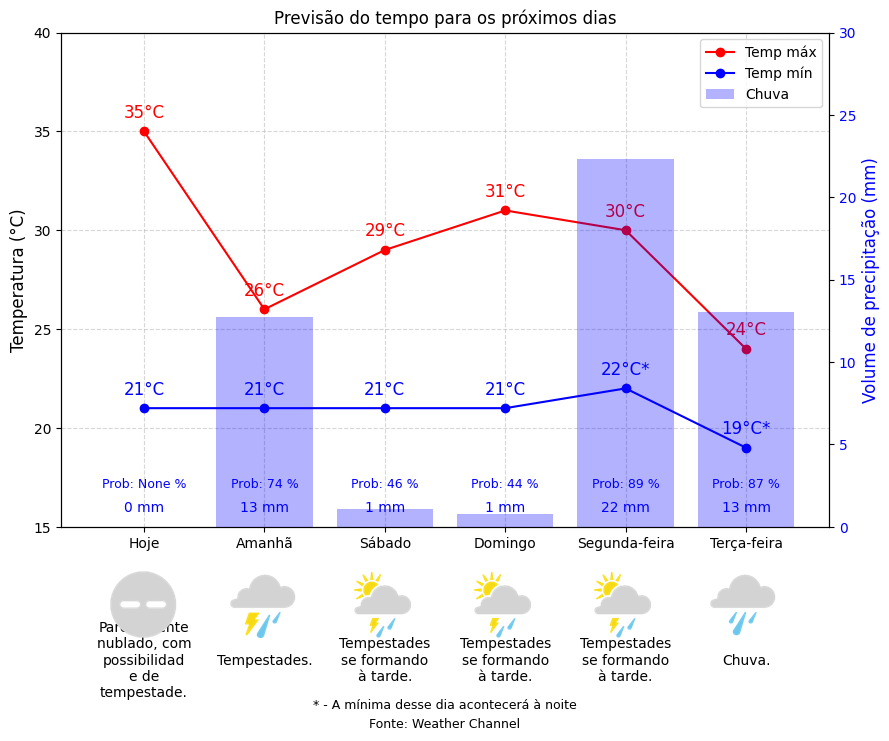 Previsão do tempo para os próximos dias
Temperatura (°C)
40
35
30
25
20
15
Volume de precipitação (mm)
30
25
20
15
10
5
0
Temp máx
Temp mín
Chuva
35°C
26°C
29°C
31°C
30°C
24°C
21°C
21°C
21°C
21°C
22°C*
19°C*
Prob: None %
Prob: 74 %
Prob: 46 %
Prob: 44 %
Prob: 89 %
Prob: 87 %
0 mm
13 mm
1 mm
1 mm
22 mm
13 mm
Hoje
Amanhã
Sábado
Domingo
Segunda-feira
Terça-feira
nublado, com
possibilidad
e de
tempestade.
Tempestades.
Tempestades
se formando
à tarde.
Tempestades
se formando
à tarde.
Tempestades
se formando
à tarde.
Chuva.
* - A mínima desse dia acontecerá à noite
Fonte: Weather Channel